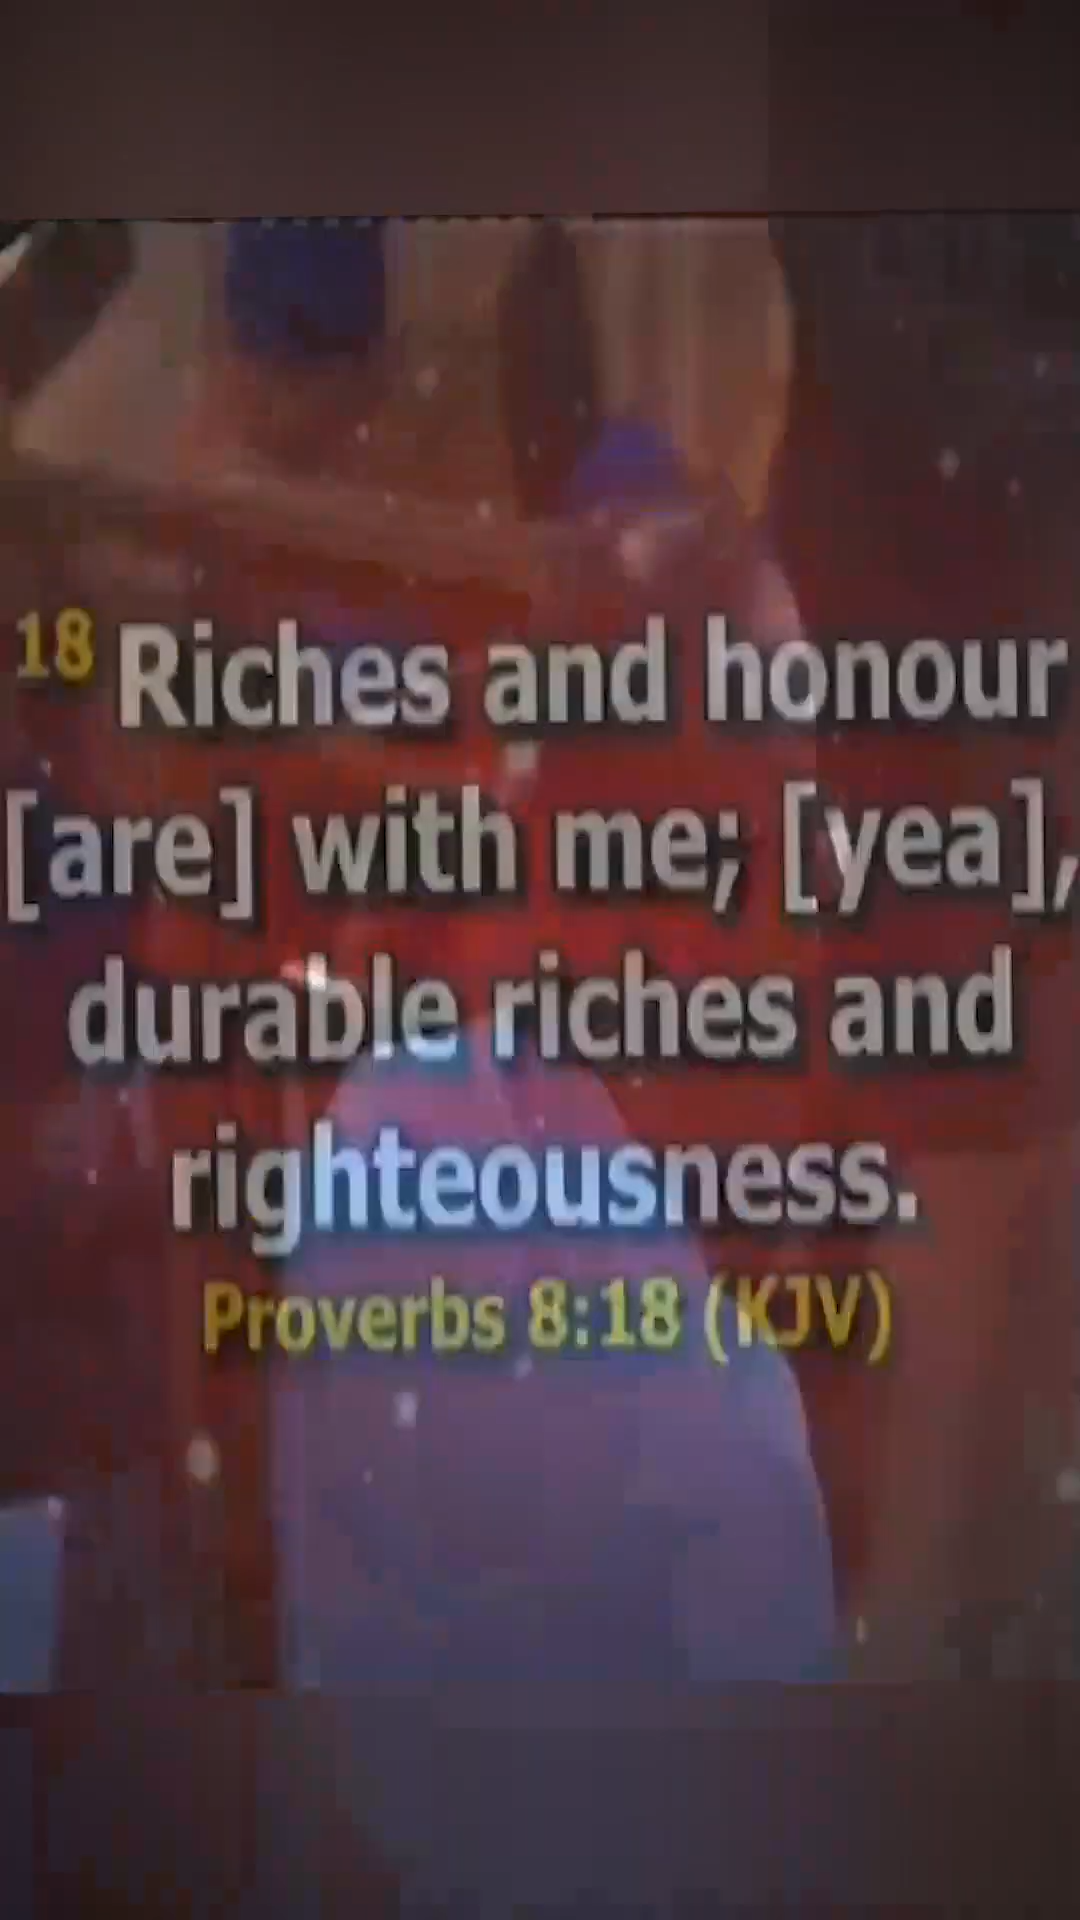 18 Riches and honour
[are] with me; [yea],
durable riches and
righteousness.
Proverbs 8:18 (KJV)